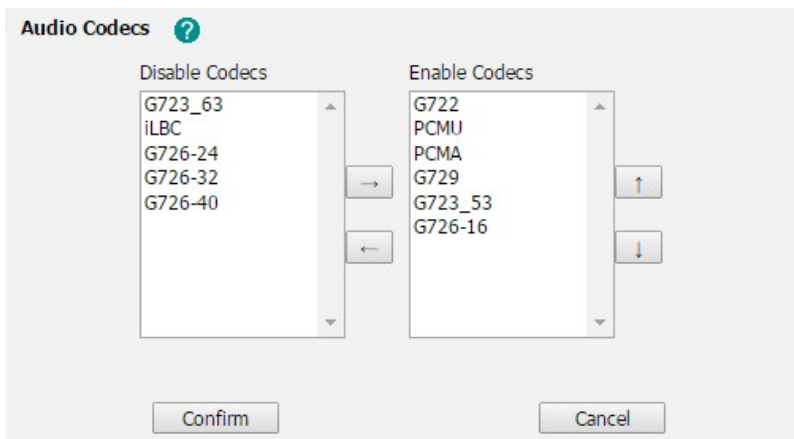 Audio Codecs ?
Disable Codecs
G723_63
iLBC
G726-24
G726-32
G726-40
→
←
Enable Codecs
G722
PCMU
PCMA
G729
G723_53
G726-16
↑
↓
Confirm
Cancel